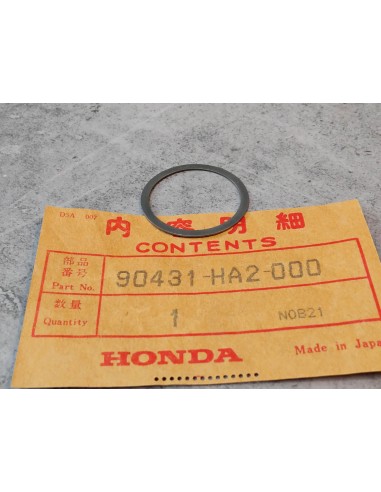 内容明細
CONTENTS
部品
番号
Part No.
90431-HA2-000
数量
Quantity
1
N0B21
HONDA
Made in Japa